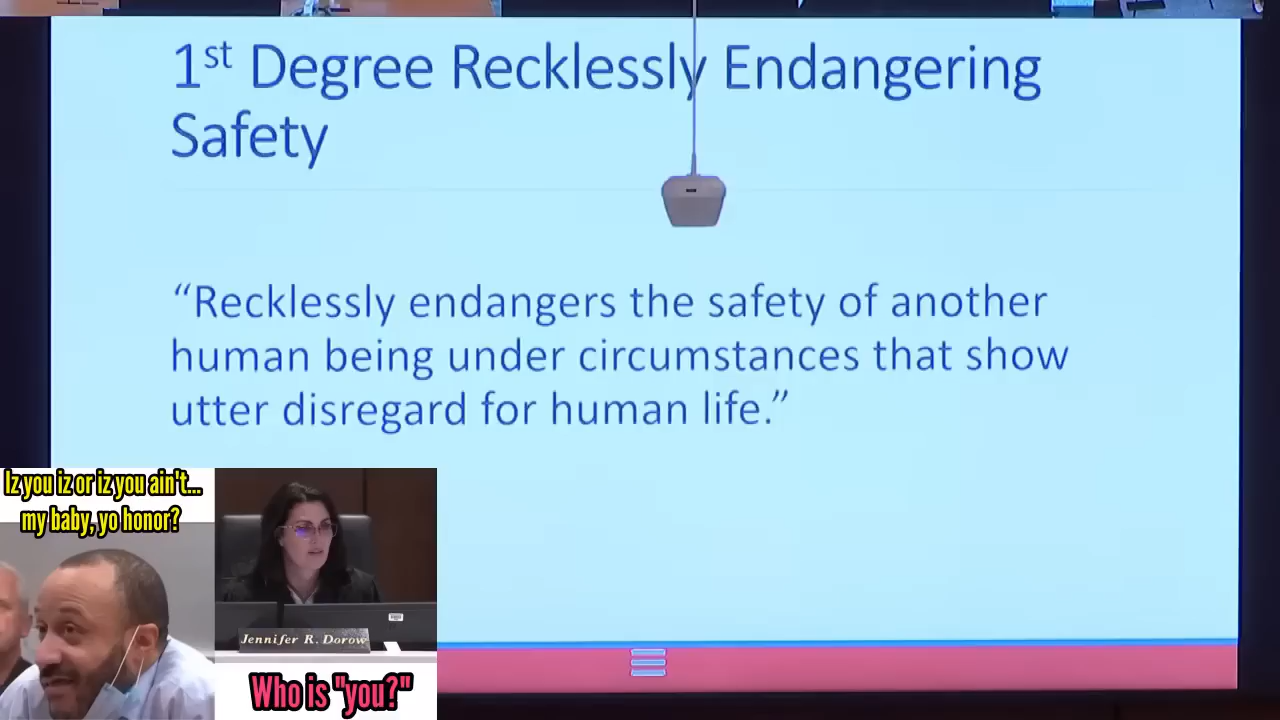 1st Degree Recklessly Endangering
Safety
“Recklessly endangers the safety of another
human being under circumstances that show
utter disregard for human life.”
Iz you iz or iz you ain't...
my baby, yo honor?
Jennifer R. Dorow
Who is "you?"